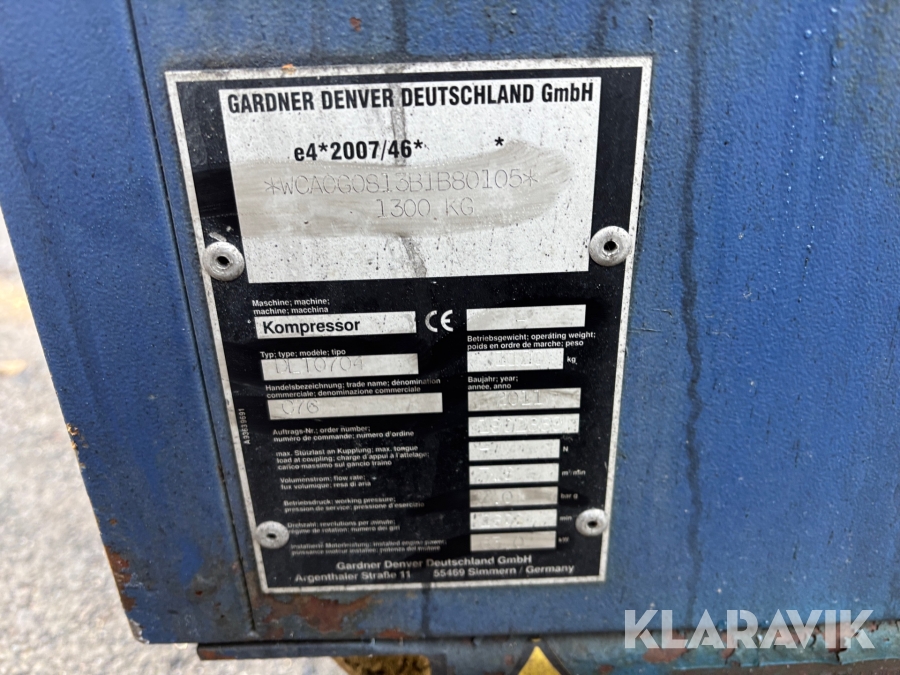 GARDNER DENVER DEUTSCHLAND GmbH
e4*2007/46* *
*WCACG0813B1B80105*
1300 KG
Maschine; machine;
machine; macchina
Kompressor
CE
Betriebsgewicht; operating weight;
poids en ordre de marche; peso
kg
Typ; type; modèle; tipo
Handelsbezeichnung; trade name; dénomination
commerciale; denominazione commerciale
C76
Baujahr; year;
année, anno
2011
Auftrags-Nr.; order number;
numéro de commande; numero d'ordine
max. Stützlast an Kupplung; max. tongue
load at coupling; charge d'appui à l'attelage;
carico massimo sul gancio traino
N
Volumenstrom; flow rate;
flux volumique; resa di aria
m³/min
Betriebsdruck; working pressure;
pression de service; pressione d'esercizio
bar g
Drehzahl; revolutions per minute;
régime de rotation; numero dei giri
min
Installierte Motorleistung; installed engine power;
puissance moteur installée; potenza del motore
kW
Gardner Denver Deutschland GmbH
Argenthaler Straße 11 55469 Simmern / Germany
KLARAVIK